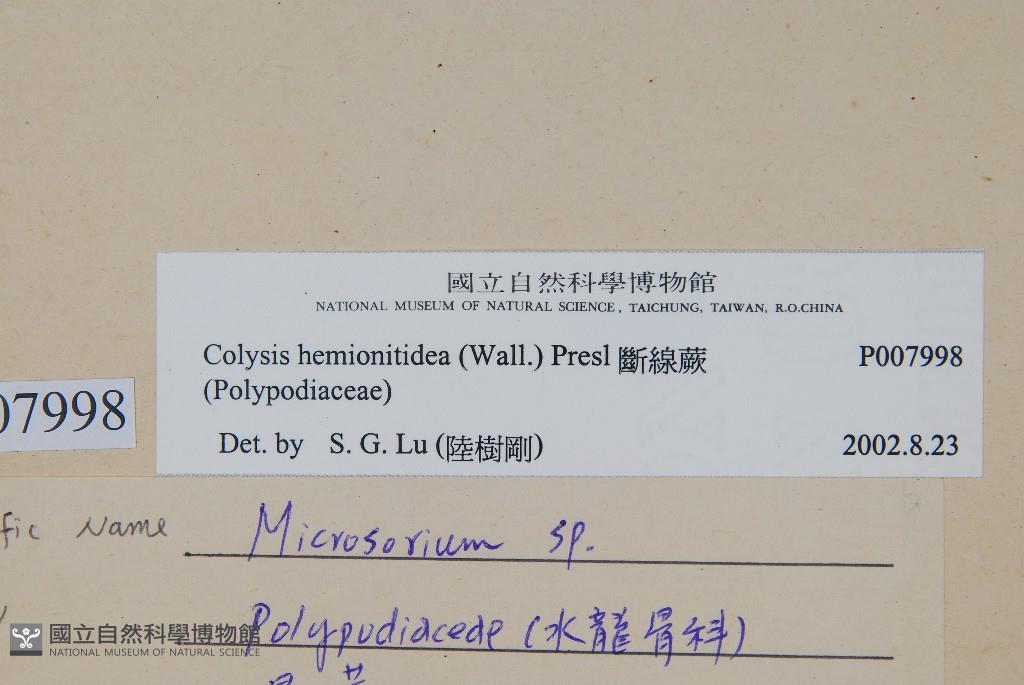 國立自然科學博物館
NATIONAL MUSEUM OF NATURAL SCIENCE, TAICHUNG, TAIWAN, R.O.CHINA
Colysis hemionitidea (Wall.) Presl 斷線蕨 P007998
(Polypodiaceae)
07998
Det. by S. G. Lu (陸樹剛) 2002.8.23
fic Name Microsorium sp.
Polypodiaceae (水龍骨科)
國立自然科學博物館
NATIONAL MUSEUM OF NATURAL SCIENCE